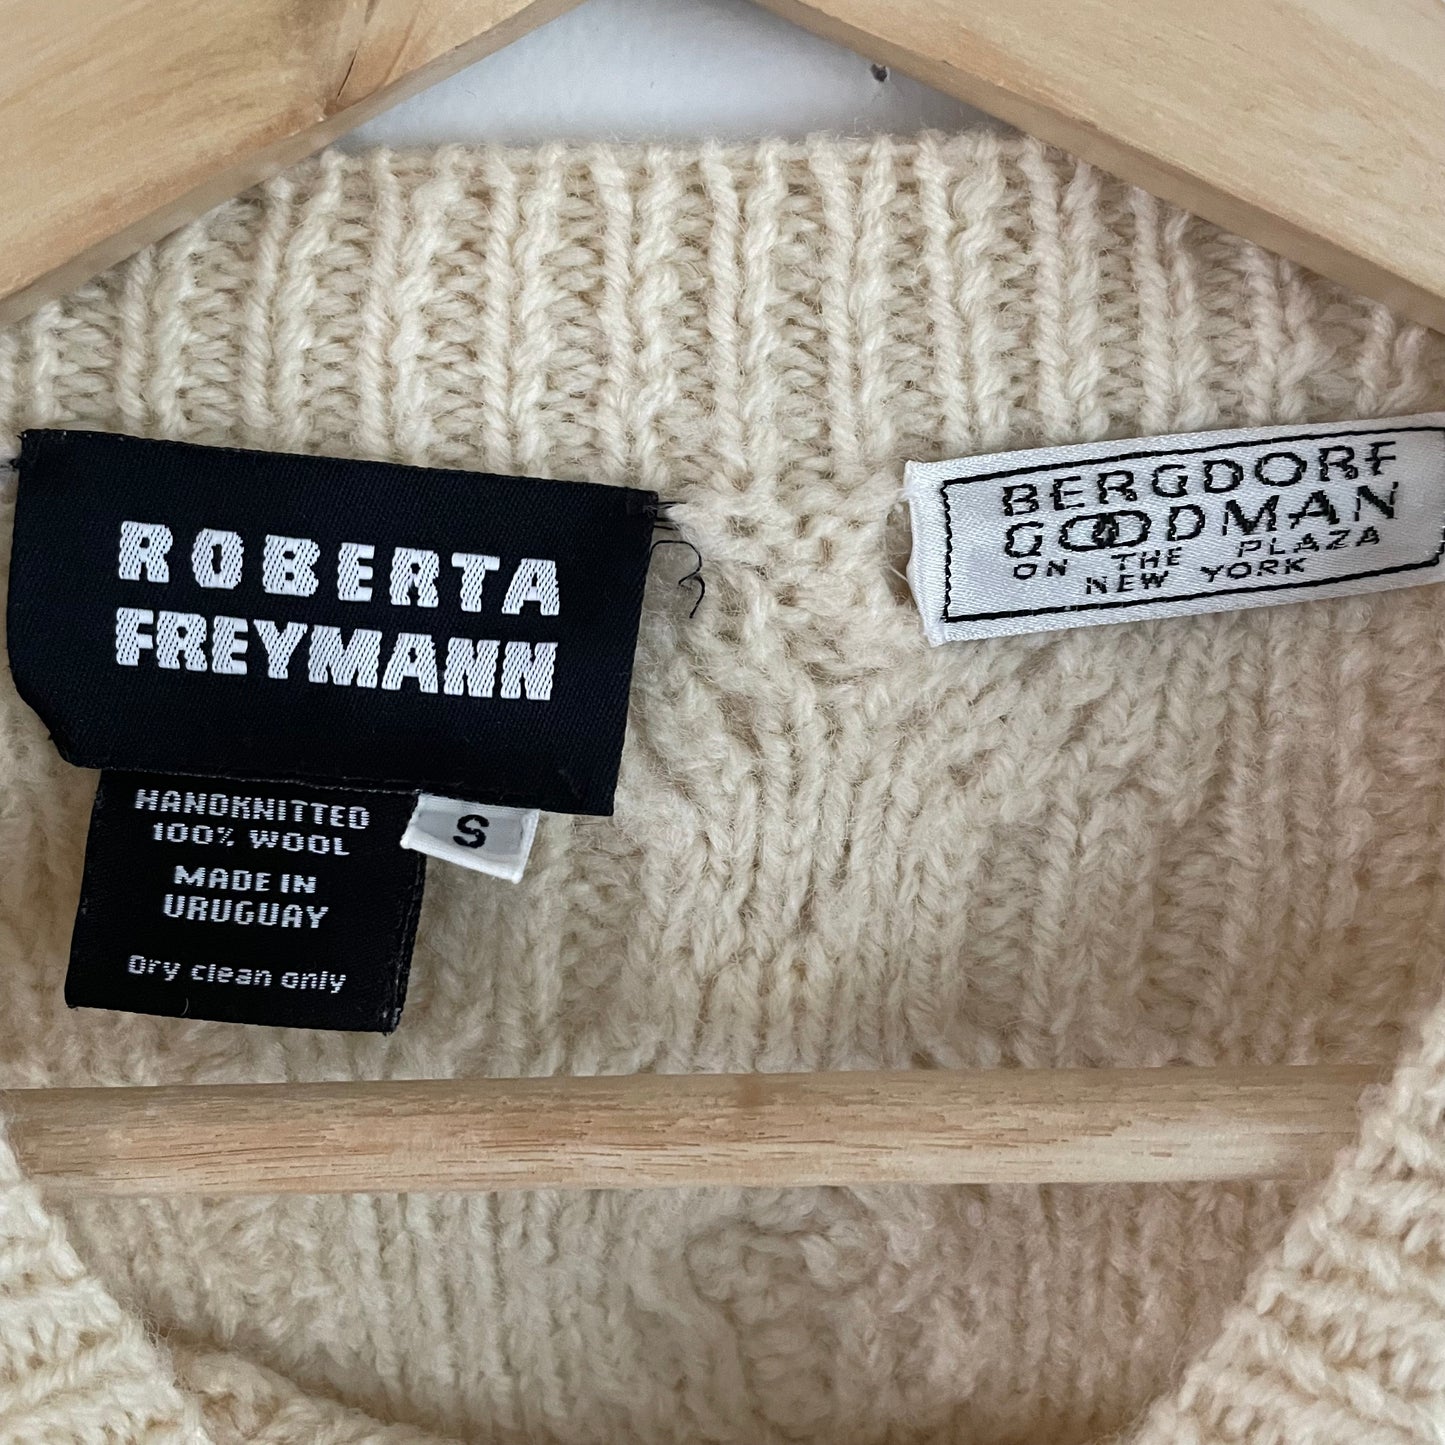 ROBERTA
FREYMANN
HANDKNITTED
100% WOOL
MADE IN
URUGUAY
Dry clean only
S
BERGDORF
GOODMAN
ON THE PLAZA
NEW YORK